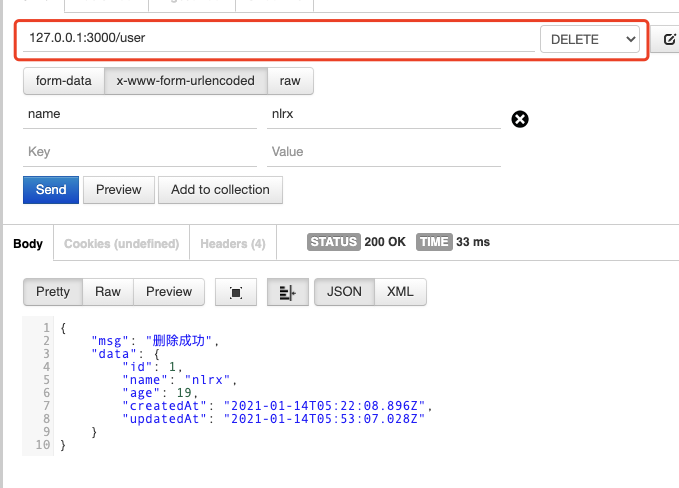 127.0.0.1:3000/user DELETE
form-data x-www-form-urlencoded raw
name nlrx
Key Value
Send Preview Add to collection
Body Cookies (undefined) Headers (4) STATUS 200 OK TIME 33 ms
Pretty Raw Preview JSON XML
1 {
2 "msg": "删除成功",
3 "data": {
4 "id": 1,
5 "name": "nlrx",
6 "age": 19,
7 "createdAt": "2021-01-14T05:22:08.896Z",
8 "updatedAt": "2021-01-14T05:53:07.028Z"
9 }
10 }